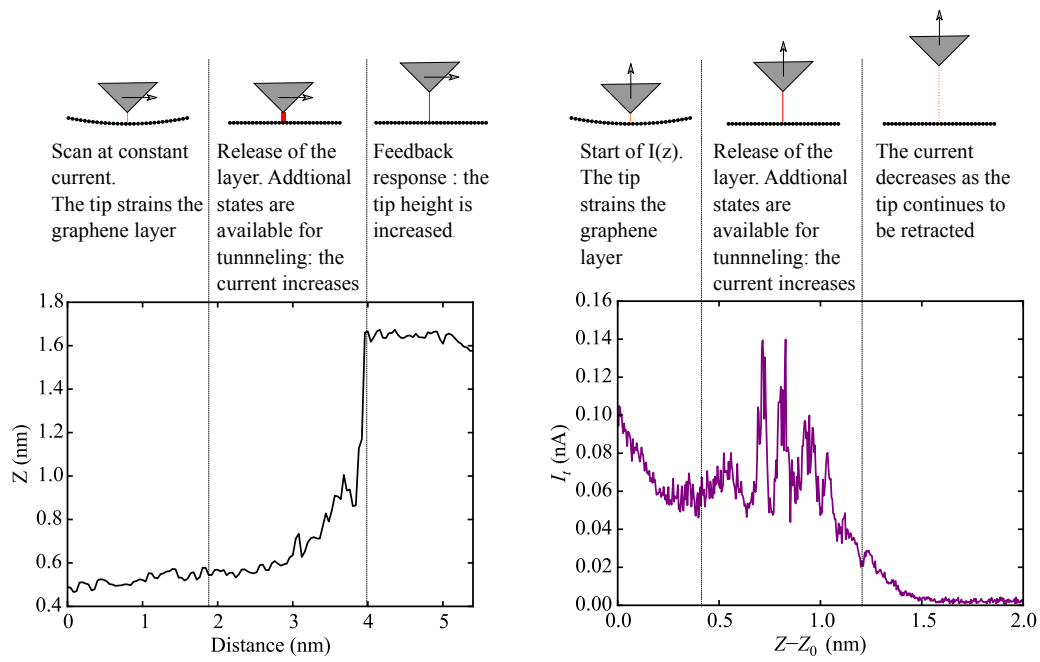 Scan at constant
current.
The tip strains the
graphene layer
Release of the
layer. Addtional
states are
available for
tunnneling: the
current increases
Feedback
response : the
tip height is
increased.
1.8
1.6
1.4
1.2
1.0
0.8
0.6
0.4
Z (nm)
0 1 2 3 4 5
Distance (nm)
Start of I(z).
The tip
strains the
graphene
layer
Release of the
layer. Addtional
states are
available for
tunnneling: the
current increases
The current
decreases as the
tip continues to
be retracted
0.16
0.14
0.12
0.10
0.08
0.06
0.04
0.02
0.00
It (nA)
0.0 0.5 1.0 1.5 2.0
Z−Z0 (nm)